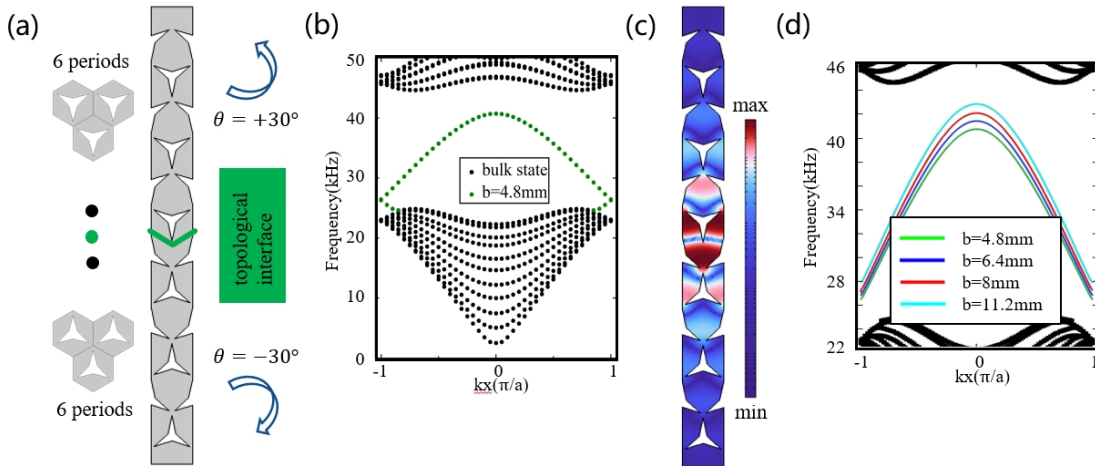 (a)
6 periods
6 periods
θ = +30°
topological
interface
θ = −30°
(b)
Frequency(kHz)
50
40
30
20
10
0
bulk state
b=4.8mm
-1
0
1
kx(π/a)
(c)
max
min
(d)
Frequency(kHz)
46
40
34
28
22
b=4.8mm
b=6.4mm
b=8mm
b=11.2mm
-1
0
1
kx(π/a)